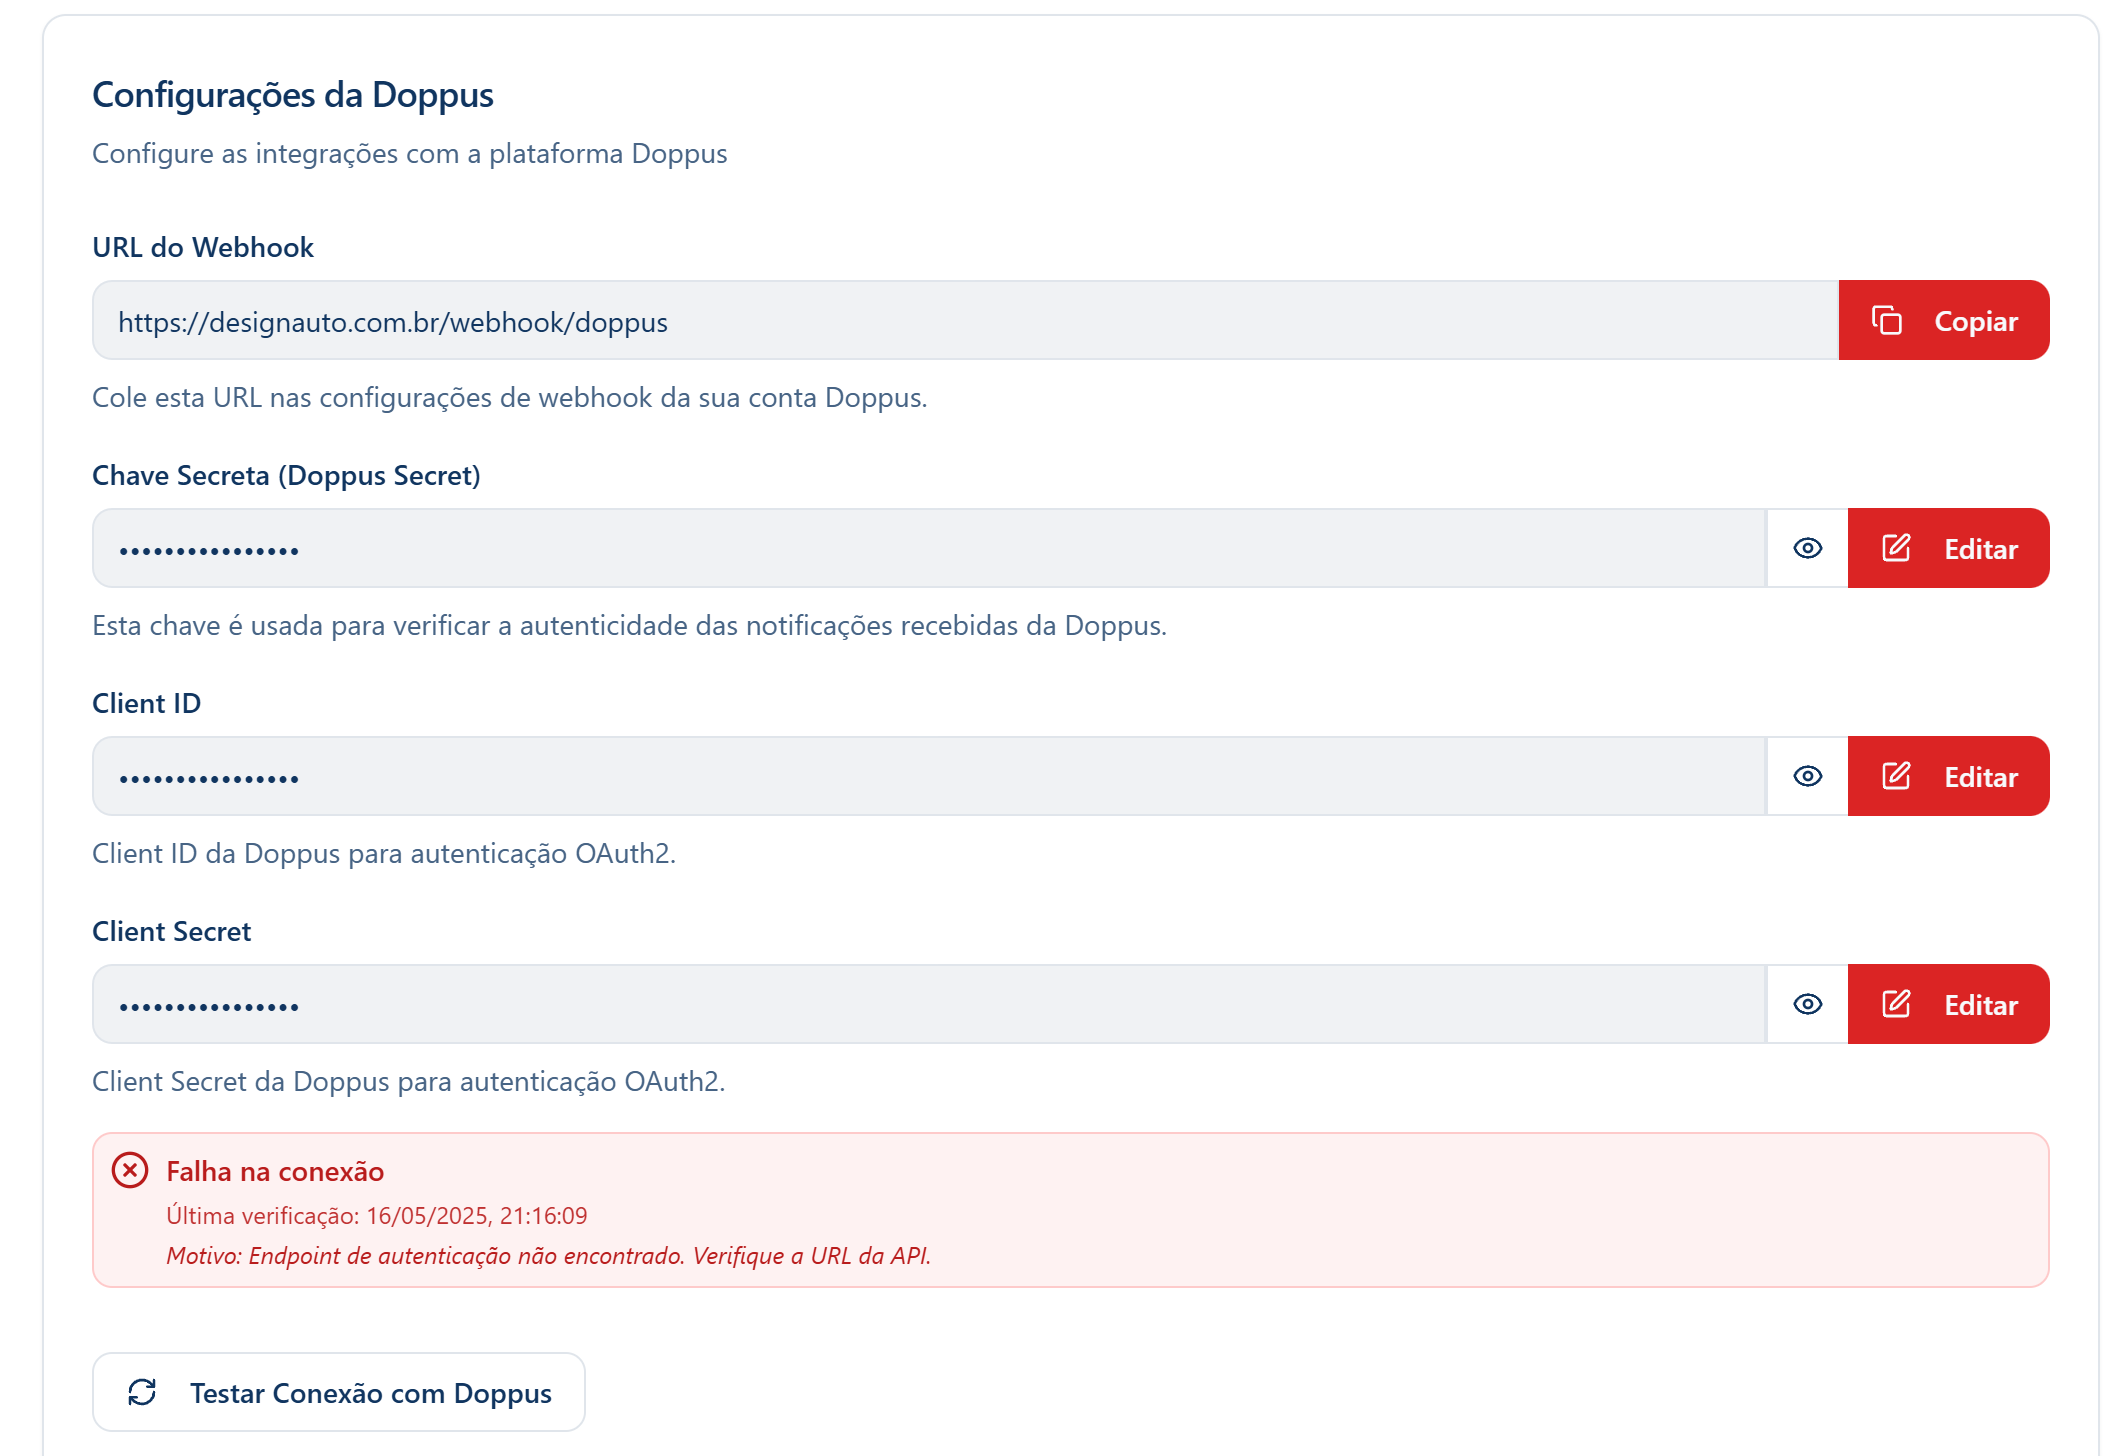 Configurações da Doppus
Configure as integrações com a plataforma Doppus
URL do Webhook
https://designauto.com.br/webhook/doppus
Copiar
Cole esta URL nas configurações de webhook da sua conta Doppus.
Chave Secreta (Doppus Secret)
••••••••••••••••
Editar
Esta chave é usada para verificar a autenticidade das notificações recebidas da Doppus.
Client ID
••••••••••••••••
Editar
Client ID da Doppus para autenticação OAuth2.
Client Secret
••••••••••••••••
Editar
Client Secret da Doppus para autenticação OAuth2.
Falha na conexão
Última verificação: 16/05/2025, 21:16:09
Motivo: Endpoint de autenticação não encontrado. Verifique a URL da API.
Testar Conexão com Doppus